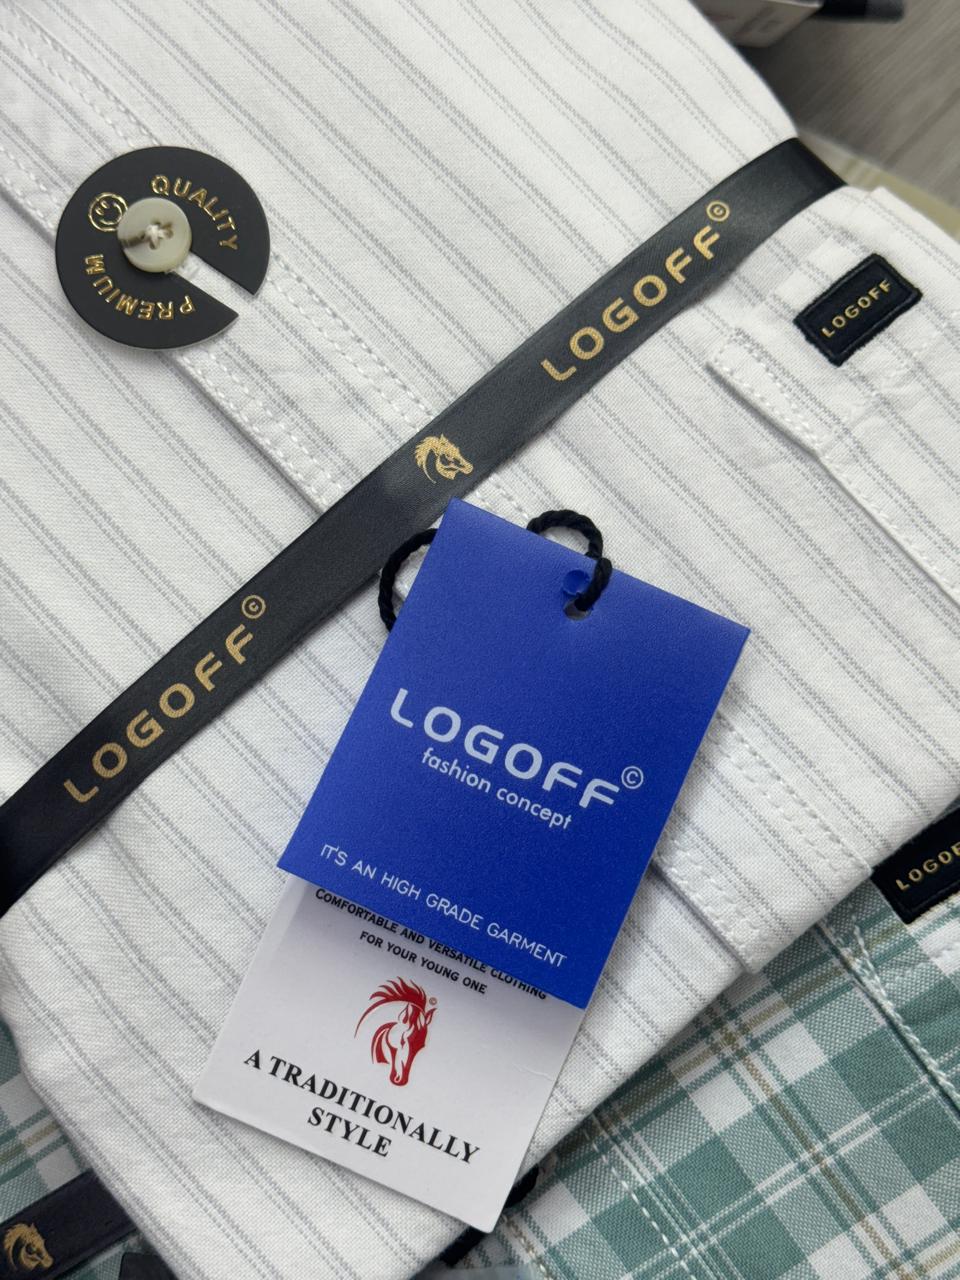 QUALITY
PREMIUM
LOGOFF©
LOGOFF
LOGOFF©
LOGOFF©
fashion concept
IT'S AN HIGH GRADE GARMENT
COMFORTABLE AND VERSATILE CLOTHING
FOR YOUR YOUNG ONE
©
A TRADITIONALLY
STYLE